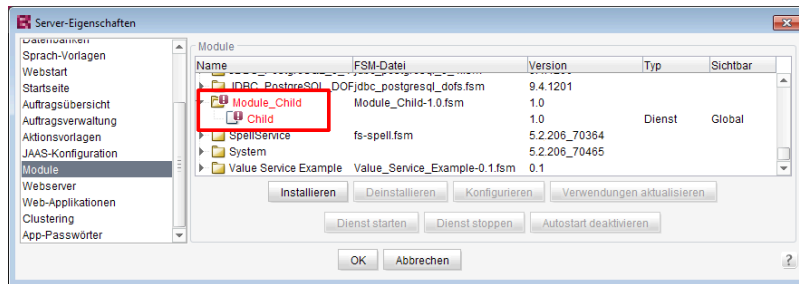 Server-Eigenschaften
Datenbanken
Sprach-Vorlagen
Webstart
Startseite
Auftragsübersicht
Auftragsverwaltung
Aktionsvorlagen
JAAS-Konfiguration
Module
Webserver
Web-Applikationen
Clustering
App-Passwörter
Module
Name FSM-Datei Version Typ Sichtbar
JDBC_PostgreSQL_DOF jdbc_postgresql_dofs.fsm 9.4.1201
Module_Child Module_Child-1.0.fsm 1.0
Child 1.0 Dienst Global
SpellService fs-spell.fsm 5.2.206_70364
System 5.2.206_70465
Value Service Example Value_Service_Example-0.1.fsm 0.1
Installieren Deinstallieren Konfigurieren Verwendungen aktualisieren
Dienst starten Dienst stoppen Autostart deaktivieren
OK Abbrechen ?